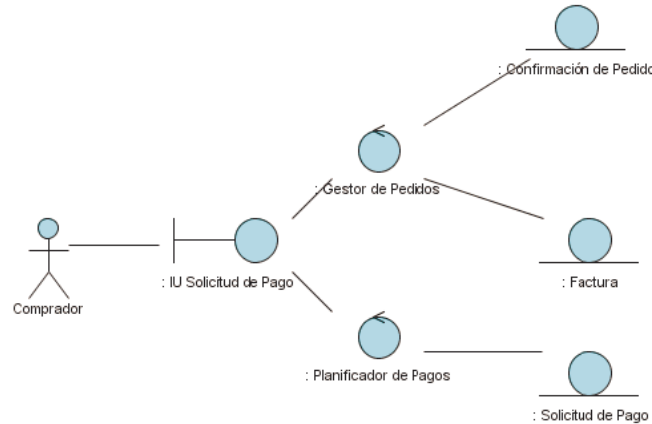 : Confirmación de Pedido
: Gestor de Pedidos
: IU Solicitud de Pago
: Factura
Comprador
: Planificador de Pagos
: Solicitud de Pago